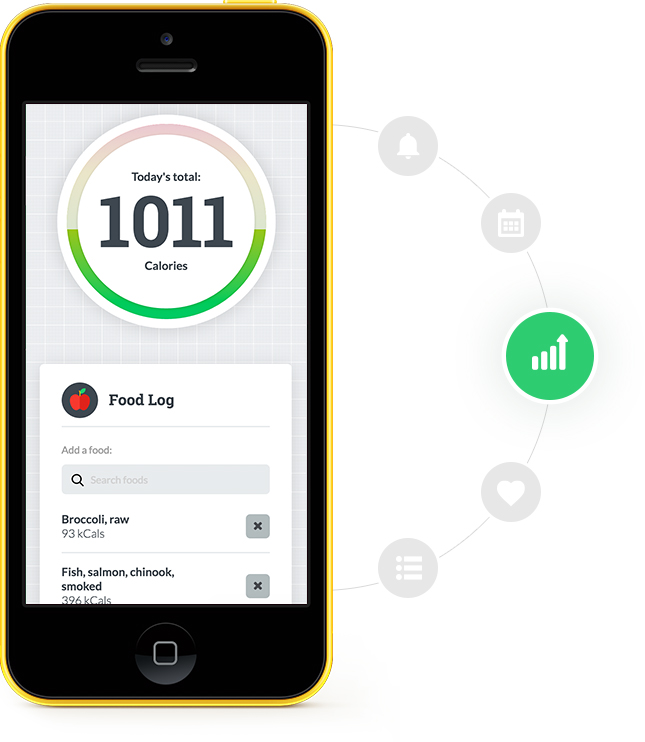 Today's total:
1011
Calories
Food Log
Add a food:
Search foods
Broccoli, raw
93 kCals
Fish, salmon, chinook,
smoked
396 kCals